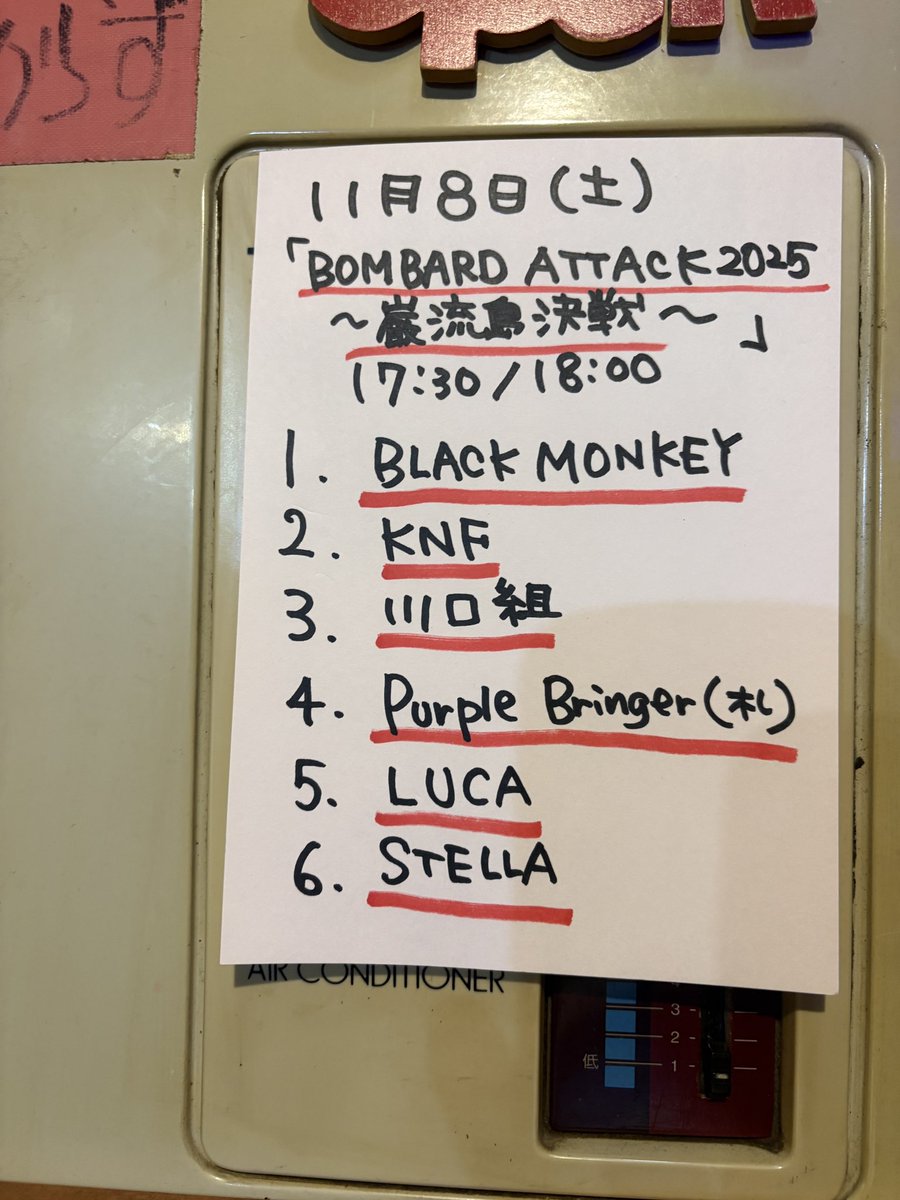 11月8日(土)
「BOMBARD ATTACK2025
～巌流島決戦～」
17:30/18:00
1. BLACK MONKEY
2. KNF
3. 川口組
4. Purple Bringer(札)
5. LUCA
6. STELLA
AIR CONDITIONER
3
2
低 1